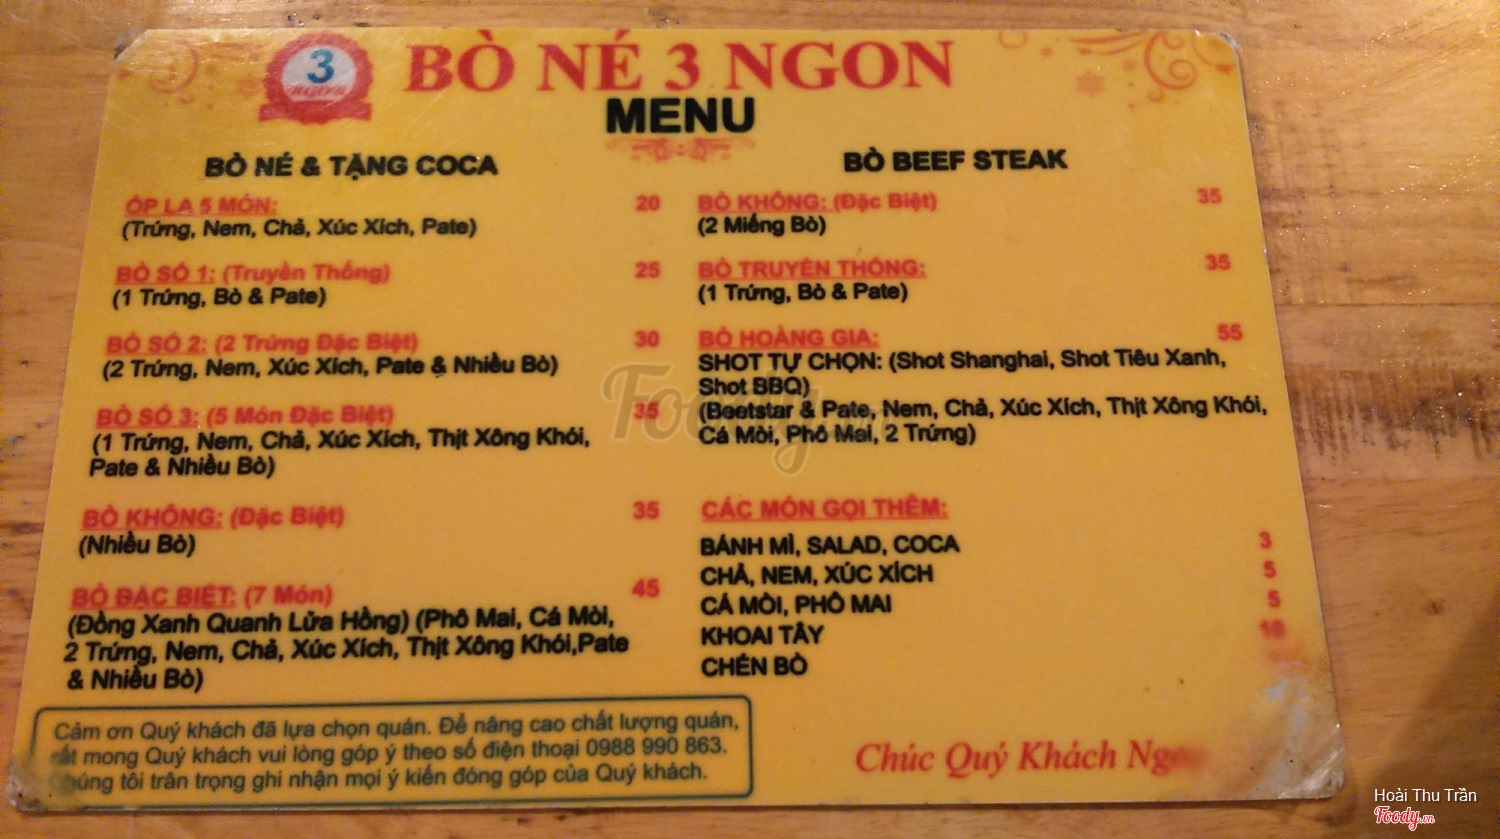 3
NGON
BÒ NÉ 3 NGON
MENU
BÒ NÉ & TẶNG COCA
ÓP LA 5 MÓN: 20
(Trứng, Nem, Chả, Xúc Xích, Pate)
BÒ SỐ 1: (Truyền Thống) 25
(1 Trứng, Bò & Pate)
BÒ SỐ 2: (2 Trứng Đặc Biệt) 30
(2 Trứng, Nem, Xúc Xích, Pate & Nhiều Bò)
BÒ SỐ 3: (5 Món Đặc Biệt) 35
(1 Trứng, Nem, Chả, Xúc Xích, Thịt Xông Khói,
Pate & Nhiều Bò)
BÒ KHÔNG: (Đặc Biệt) 35
(Nhiều Bò)
BÒ ĐẶC BIỆT: (7 Món) 45
(Đồng Xanh Quanh Lửa Hồng) (Phô Mai, Cá Mòi,
2 Trứng, Nem, Chả, Xúc Xích, Thịt Xông Khói,Pate
& Nhiều Bò)
BÒ BEEF STEAK
BÒ KHÔNG: (Đặc Biệt) 35
(2 Miếng Bò)
BÒ TRUYỀN THỐNG: 35
(1 Trứng, Bò & Pate)
BÒ HOÀNG GIA: 55
SHOT TỰ CHỌN: (Shot Shanghai, Shot Tiêu Xanh,
Shot BBQ)
(Beetstar & Pate, Nem, Chả, Xúc Xích, Thịt Xông Khói,
Cá Mòi, Phô Mai, 2 Trứng)
CÁC MÓN GỌI THÊM:
BÁNH MÌ, SALAD, COCA 3
CHẢ, NEM, XÚC XÍCH 5
CÁ MÒI, PHÔ MAI 5
KHOAI TÂY 10
CHÉN BÒ
Cảm ơn Quý khách đã lựa chọn quán. Để nâng cao chất lượng quán,
mong Quý khách vui lòng góp ý theo số điện thoại 0988 990 863.
tôi trân trọng ghi nhận mọi ý kiến đóng góp của Quý khách.
Chúc Quý Khách
Foody
Hoài Thu Trần
Foody.vn